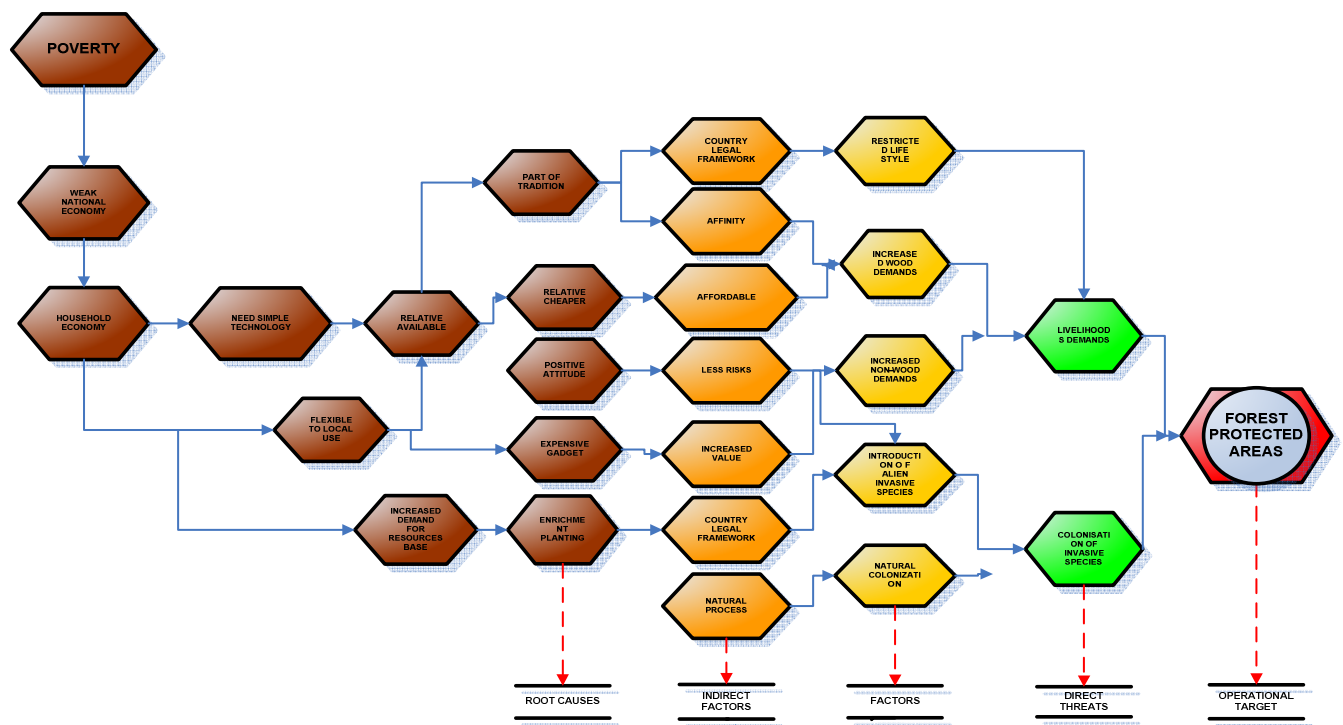 POVERTY
WEAK
NATIONAL
ECONOMY
HOUSEHOLD
ECONOMY
NEED SIMPLE
TECHNOLOGY
RELATIVE
AVAILABLE
FLEXIBLE
TO LOCAL
USE
INCREASED
DEMAND
FOR
RESOURCES
BASE
PART OF
TRADITION
RELATIVE
CHEAPER
POSITIVE
ATTITUDE
EXPENSIVE
GADGET
ENRICHME
NT
PLANTING
COUNTRY
LEGAL
FRAMEWORK
AFFINITY
AFFORDABLE
LESS RISKS
INCREASED
VALUE
COUNTRY
LEGAL
FRAMEWORK
NATURAL
PROCESS
RESTRICTE
D LIFE
STYLE
INCREASE
D WOOD
DEMANDS
INCREASED
NON-WOOD
DEMANDS
INTRODUCTI
ON O F
ALIEN
INVASIVE
SPECIES
NATURAL
COLONIZATI
ON
LIVELIHOOD
S DEMANDS
COLONISATI
ON OF
INVASIVE
SPECIES
FOREST
PROTECTED
AREAS
ROOT CAUSES
INDIRECT
FACTORS
FACTORS
DIRECT
THREATS
OPERATIONAL
TARGET